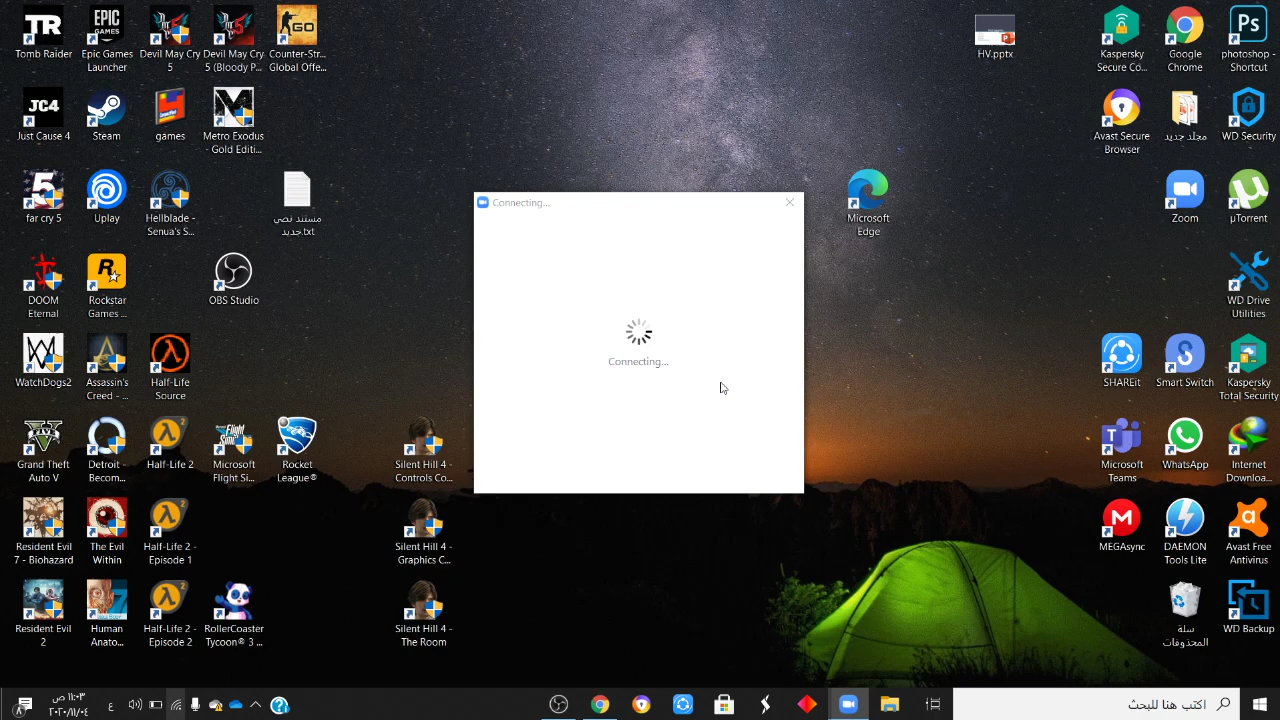 Tomb Raider
Epic Games
Launcher
Devil May Cry
5
Devil May Cry
5 (Bloody P...
Counter-Str...
Global Offe...
HV.pptx
Kaspersky
Secure Co...
Google
Chrome
photoshop -
Shortcut
Just Cause 4
Steam
games
Metro Exodus
- Gold Editi...
Avast Secure
Browser
مجلد جديد
WD Security
far cry 5
Uplay
Hellblade -
Senua's S...
مستند نصي
جديد.txt
Connecting...
Connecting...
Microsoft
Edge
Zoom
µTorrent
DOOM
Eternal
Rockstar
Games ...
OBS Studio
WD Drive
Utilities
WatchDogs2
Assassin's
Creed - ...
Half-Life
Source
SHAREit
Smart Switch
Kaspersky
Total Security
Grand Theft
Auto V
Detroit -
Becom...
Half-Life 2
Microsoft
Flight Si...
Rocket
League®
Silent Hill 4 -
Controls Co...
Microsoft
Teams
WhatsApp
Internet
Downloa...
Resident Evil
7 - Biohazard
The Evil
Within
Half-Life 2 -
Episode 1
Silent Hill 4 -
Graphics C...
MEGAsync
DAEMON
Tools Lite
Avast Free
Antivirus
Resident Evil
2
Human
Anato...
Half-Life 2 -
Episode 2
RollerCoaster
Tycoon® 3 ...
Silent Hill 4 -
The Room
سلة
المحذوفات
WD Backup
اكتب هنا للبحث
ع
١١:٠٣ ص
٢٠٢٠/١١/٠٤